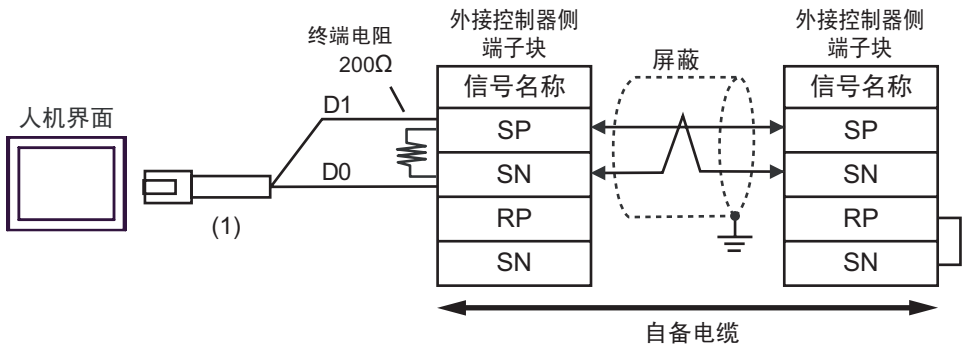 人机界面
(1)
终端电阻
200Ω
D1
D0
外接控制器侧
端子块
信号名称
SP
SN
RP
SN
屏蔽
外接控制器侧
端子块
信号名称
SP
SN
RP
SN
自备电缆